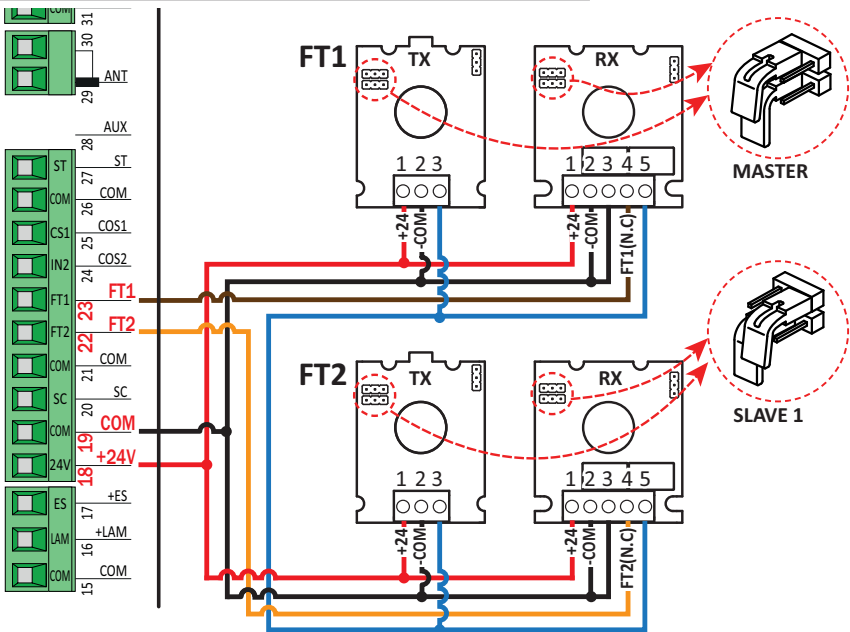 COM
31
30
29
ANT
28
AUX
ST
27
ST
COM
26
COM
CS1
25
COS1
IN2
24
COS2
FT1
23
FT1
FT2
22
FT2
COM
21
COM
SC
20
SC
COM
19
COM
24V
18
+24V
ES
17
+ES
LAM
16
+LAM
COM
15
COM
FT1
TX
1 2 3
+24
-COM
RX
1 2 3 4 5
+24
-COM
FT1(N.C)
MASTER
FT2
TX
1 2 3
+24
-COM
RX
1 2 3 4 5
+24
-COM
FT2(N.C)
SLAVE 1